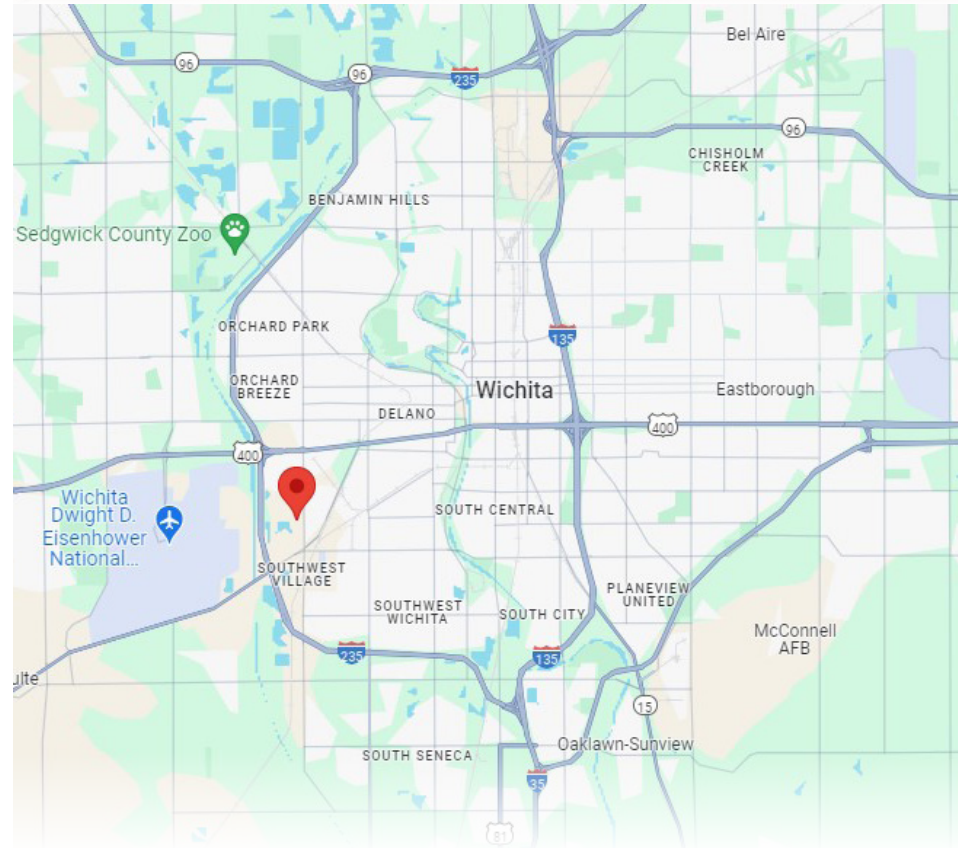 Bel Aire
96
96
235
96
CHISHOLM
CREEK
BENJAMIN HILLS
Sedgwick County Zoo
ORCHARD PARK
135
ORCHARD
BREEZE
Wichita
Eastborough
DELANO
400
400
Wichita
Dwight D.
Eisenhower
National...
SOUTH CENTRAL
SOUTHWEST
VILLAGE
PLANEVIEW
UNITED
SOUTHWEST
WICHITA
SOUTH CITY
McConnell
AFB
235
135
ulte
15
Oaklawn-Sunview
SOUTH SENECA
35
81